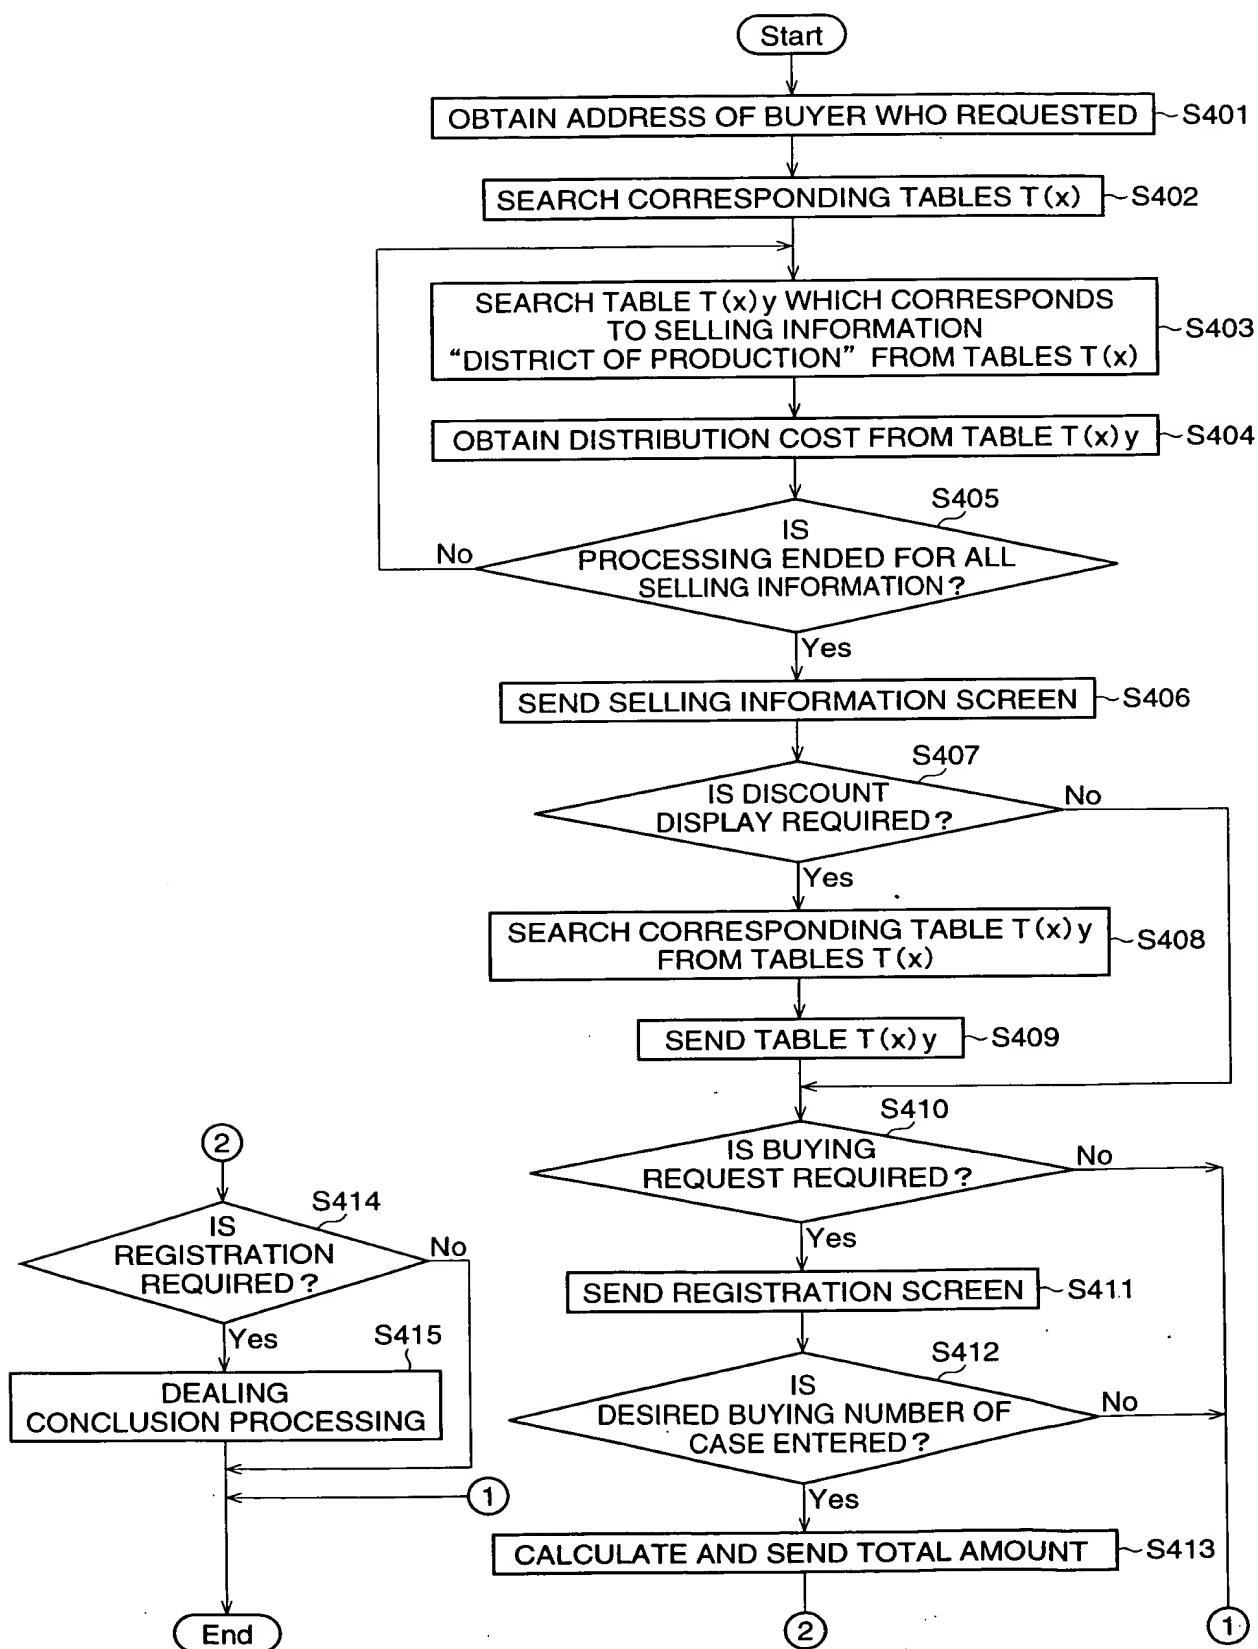 Start
OBTAIN ADDRESS OF BUYER WHO REQUESTED
S401
SEARCH CORRESPONDING TABLES T(x)
S402
SEARCH TABLE T(x)y WHICH CORRESPONDS
TO SELLING INFORMATION
"DISTRICT OF PRODUCTION" FROM TABLES T(x)
S403
OBTAIN DISTRIBUTION COST FROM TABLE T(x)y
S404
S405
IS
PROCESSING ENDED FOR ALL
SELLING INFORMATION?
No
Yes
SEND SELLING INFORMATION SCREEN
S406
S407
IS DISCOUNT
DISPLAY REQUIRED?
No
Yes
SEARCH CORRESPONDING TABLE T(x)y
FROM TABLES T(x)
S408
SEND TABLE T(x)y
S409
S410
IS BUYING
REQUEST REQUIRED?
No
Yes
SEND REGISTRATION SCREEN
S411
S412
IS
DESIRED BUYING NUMBER OF
CASE ENTERED?
No
Yes
CALCULATE AND SEND TOTAL AMOUNT
S413
2
1
2
S414
IS
REGISTRATION
REQUIRED?
No
Yes
S415
DEALING
CONCLUSION PROCESSING
1
End